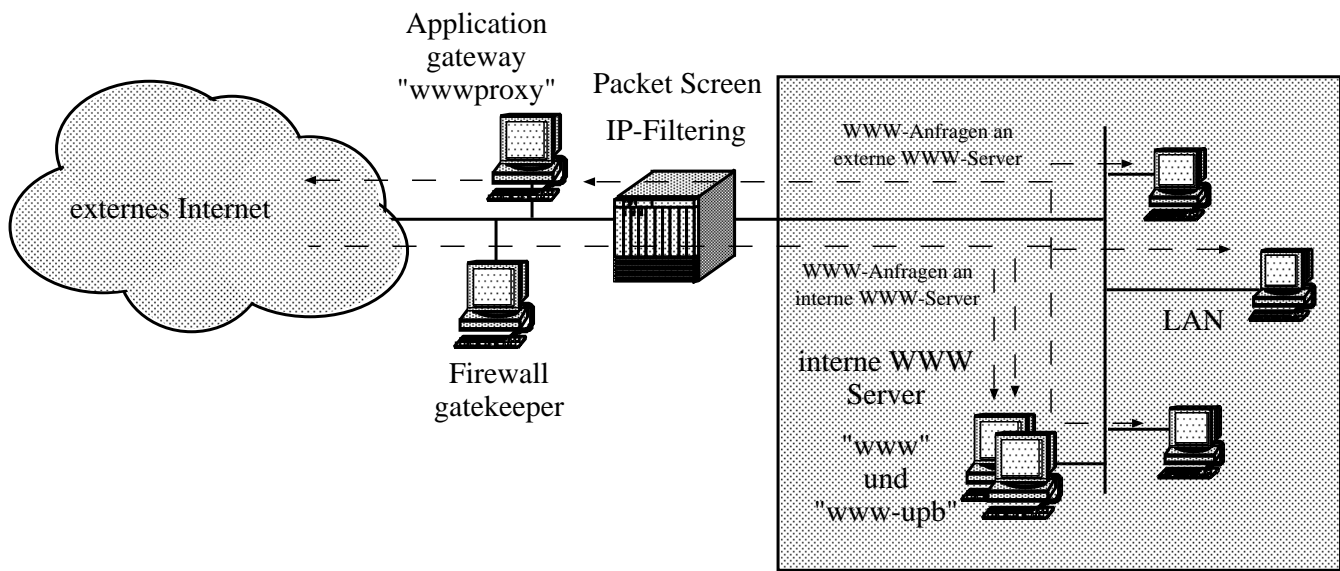 Application
gateway
"wwwproxy"
Packet Screen
IP-Filtering
WWW-Anfragen an
externe WWW-Server
externes Internet
WWW-Anfragen an
interne WWW-Server
LAN
Firewall
gatekeeper
interne WWW
Server
"www"
und
"www-upb"